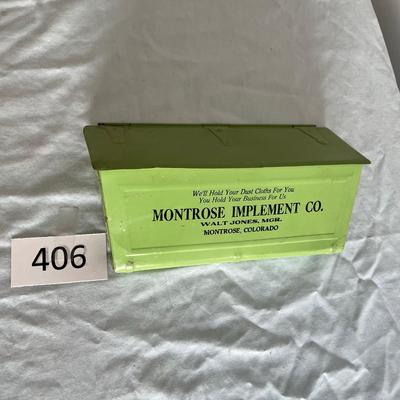 We'll Hold Your Dust Cloths For You
You Hold Your Business For Us
MONTROSE IMPLEMENT CO.
WALT JONES, MGR.
MONTROSE, COLORADO
406